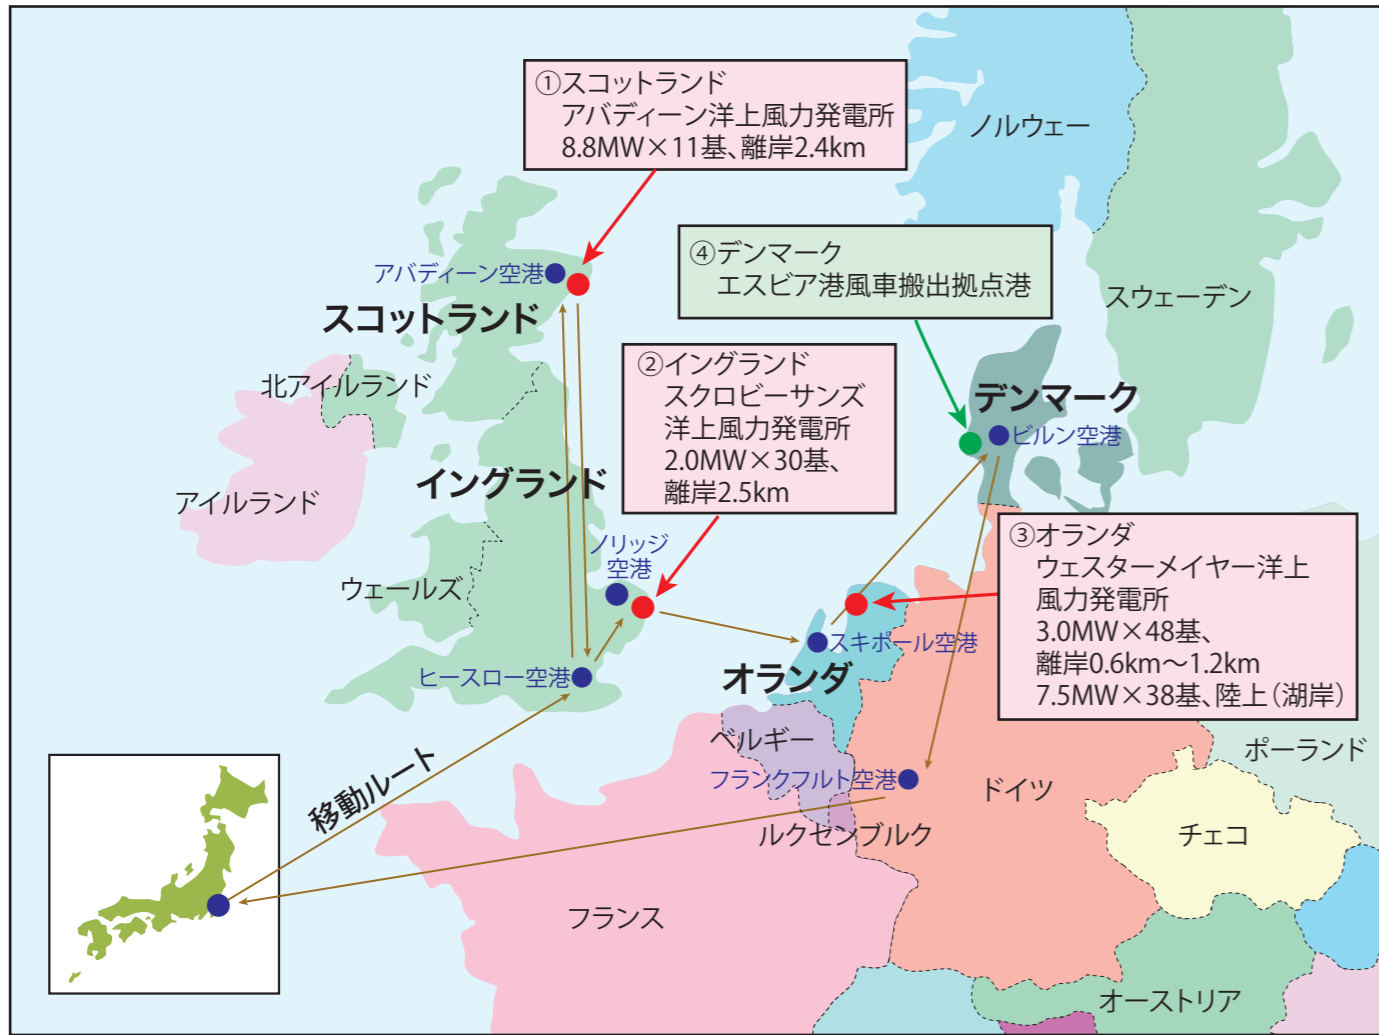 ①スコットランド
アバディーン洋上風力発電所
8.8MW×11基、離岸2.4km
ノルウェー
④デンマーク
エスビア港風車搬出拠点港
スウェーデン
アバディーン空港
スコットランド
②イングランド
スクロビーサンズ
洋上風力発電所
2.0MW×30基、
離岸2.5km
北アイルランド
デンマーク
ビルン空港
イングランド
アイルランド
③オランダ
ウェスターメイヤー洋上
風力発電所
3.0MW×48基、
離岸0.6km～1.2km
7.5MW×38基、陸上（湖岸）
ノリッジ
空港
ウェールズ
スキポール空港
ヒースロー空港
オランダ
ベルギー
ポーランド
フランクフルト空港
ドイツ
移動ルート
ルクセンブルク
チェコ
フランス
オーストリア